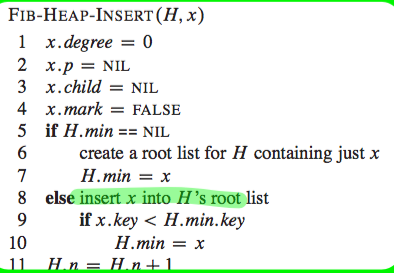 FIB-HEAP-INSERT(H, x)
1 x.degree = 0
2 x.p = NIL
3 x.child = NIL
4 x.mark = FALSE
5 if H.min == NIL
6 create a root list for H containing just x
7 H.min = x
8 else insert x into H's root list
9 if x.key < H.min.key
10 H.min = x
11 H.n = H.n + 1